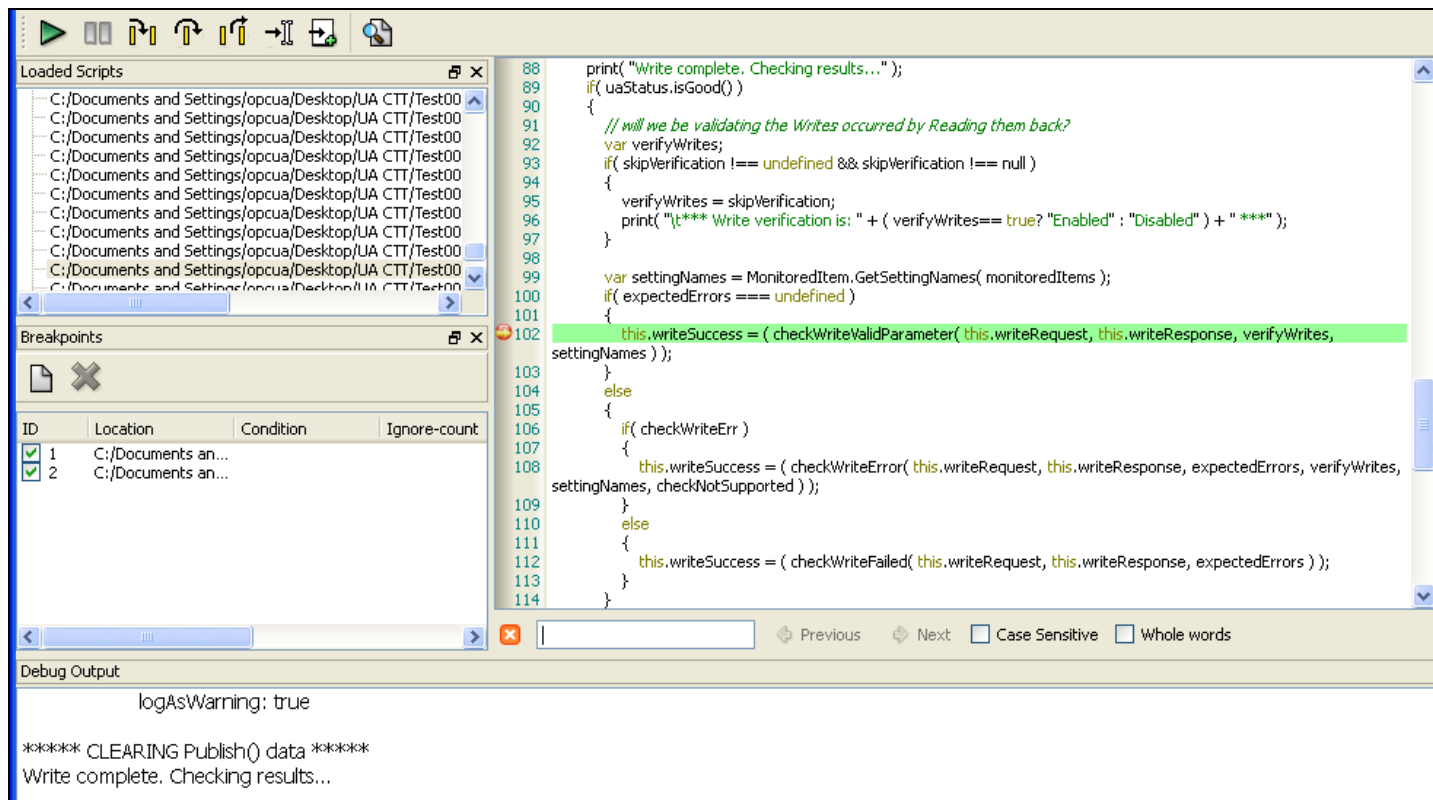 Loaded Scripts
C:/Documents and Settings/opcua/Desktop/UA CTT/Test00
C:/Documents and Settings/opcua/Desktop/UA CTT/Test00
C:/Documents and Settings/opcua/Desktop/UA CTT/Test00
C:/Documents and Settings/opcua/Desktop/UA CTT/Test00
C:/Documents and Settings/opcua/Desktop/UA CTT/Test00
C:/Documents and Settings/opcua/Desktop/UA CTT/Test00
C:/Documents and Settings/opcua/Desktop/UA CTT/Test00
C:/Documents and Settings/opcua/Desktop/UA CTT/Test00
C:/Documents and Settings/opcua/Desktop/UA CTT/Test00
C:/Documents and Settings/opcua/Desktop/UA CTT/Test00
C:/Documents and Settings/opcua/Desktop/UA CTT/Test00
Breakpoints
ID Location Condition Ignore-count
1 C:/Documents an...
2 C:/Documents an...
88 print( "Write complete. Checking results..." );
89 if( uaStatus.isGood() )
90 {
91 // will we be validating the Writes occurred by Reading them back?
92 var verifyWrites;
93 if( skipVerification !== undefined && skipVerification !== null )
94 {
95 verifyWrites = skipVerification;
96 print( "\t*** Write verification is: " + ( verifyWrites== true? "Enabled" : "Disabled" ) + " ***" );
97 }
98
99 var settingNames = MonitoredItem.GetSettingNames( monitoredItems );
100 if( expectedErrors === undefined )
101 {
102 this.writeSuccess = ( checkWriteValidParameter( this.writeRequest, this.writeResponse, verifyWrites,
settingNames ) );
103 }
104 else
105 {
106 if( checkWriteErr )
107 {
108 this.writeSuccess = ( checkWriteError( this.writeRequest, this.writeResponse, expectedErrors, verifyWrites,
settingNames, checkNotSupported ) );
109 }
110 else
111 {
112 this.writeSuccess = ( checkWriteFailed( this.writeRequest, this.writeResponse, expectedErrors ) );
113 }
114 }
Previous Next Case Sensitive Whole words
Debug Output
logAsWarning: true
***** CLEARING Publish() data *****
Write complete. Checking results...